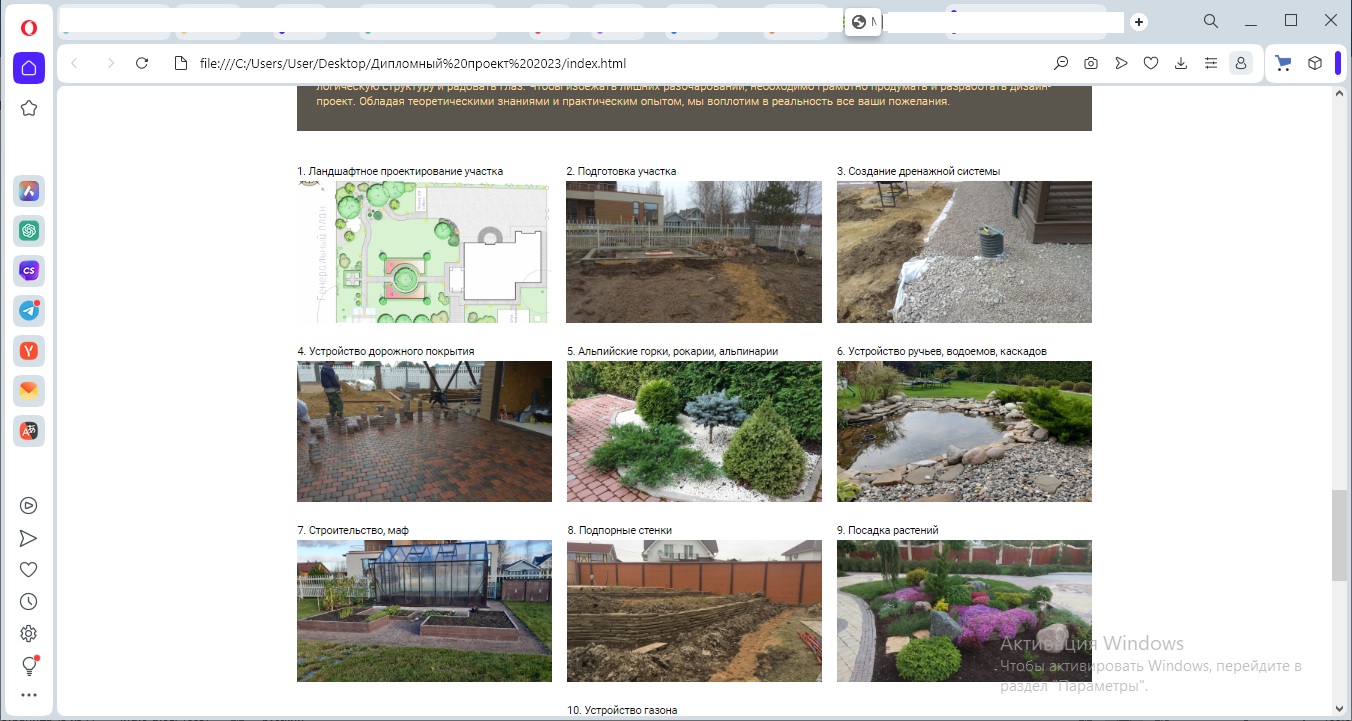 file:///C:/Users/User/Desktop/Дипломный%20проект%202023/index.html
логическую структуру и радовать глаз. Чтобы избежать лишних разочарований, необходимо грамотно продумать и разработать дизайн-
проект. Обладая теоретическими знаниями и практическим опытом, мы воплотим в реальность все ваши пожелания.
1. Ландшафтное проектирование участка
2. Подготовка участка
3. Создание дренажной системы
Генеральный план
4. Устройство дорожного покрытия
5. Альпийские горки, рокарии, альпинарии
6. Устройство ручьев, водоемов, каскадов
7. Строительство, маф
8. Подпорные стенки
9. Посадка растений
Активация Windows
Чтобы активировать Windows, перейдите в
раздел "Параметры".
10. Устройство газона